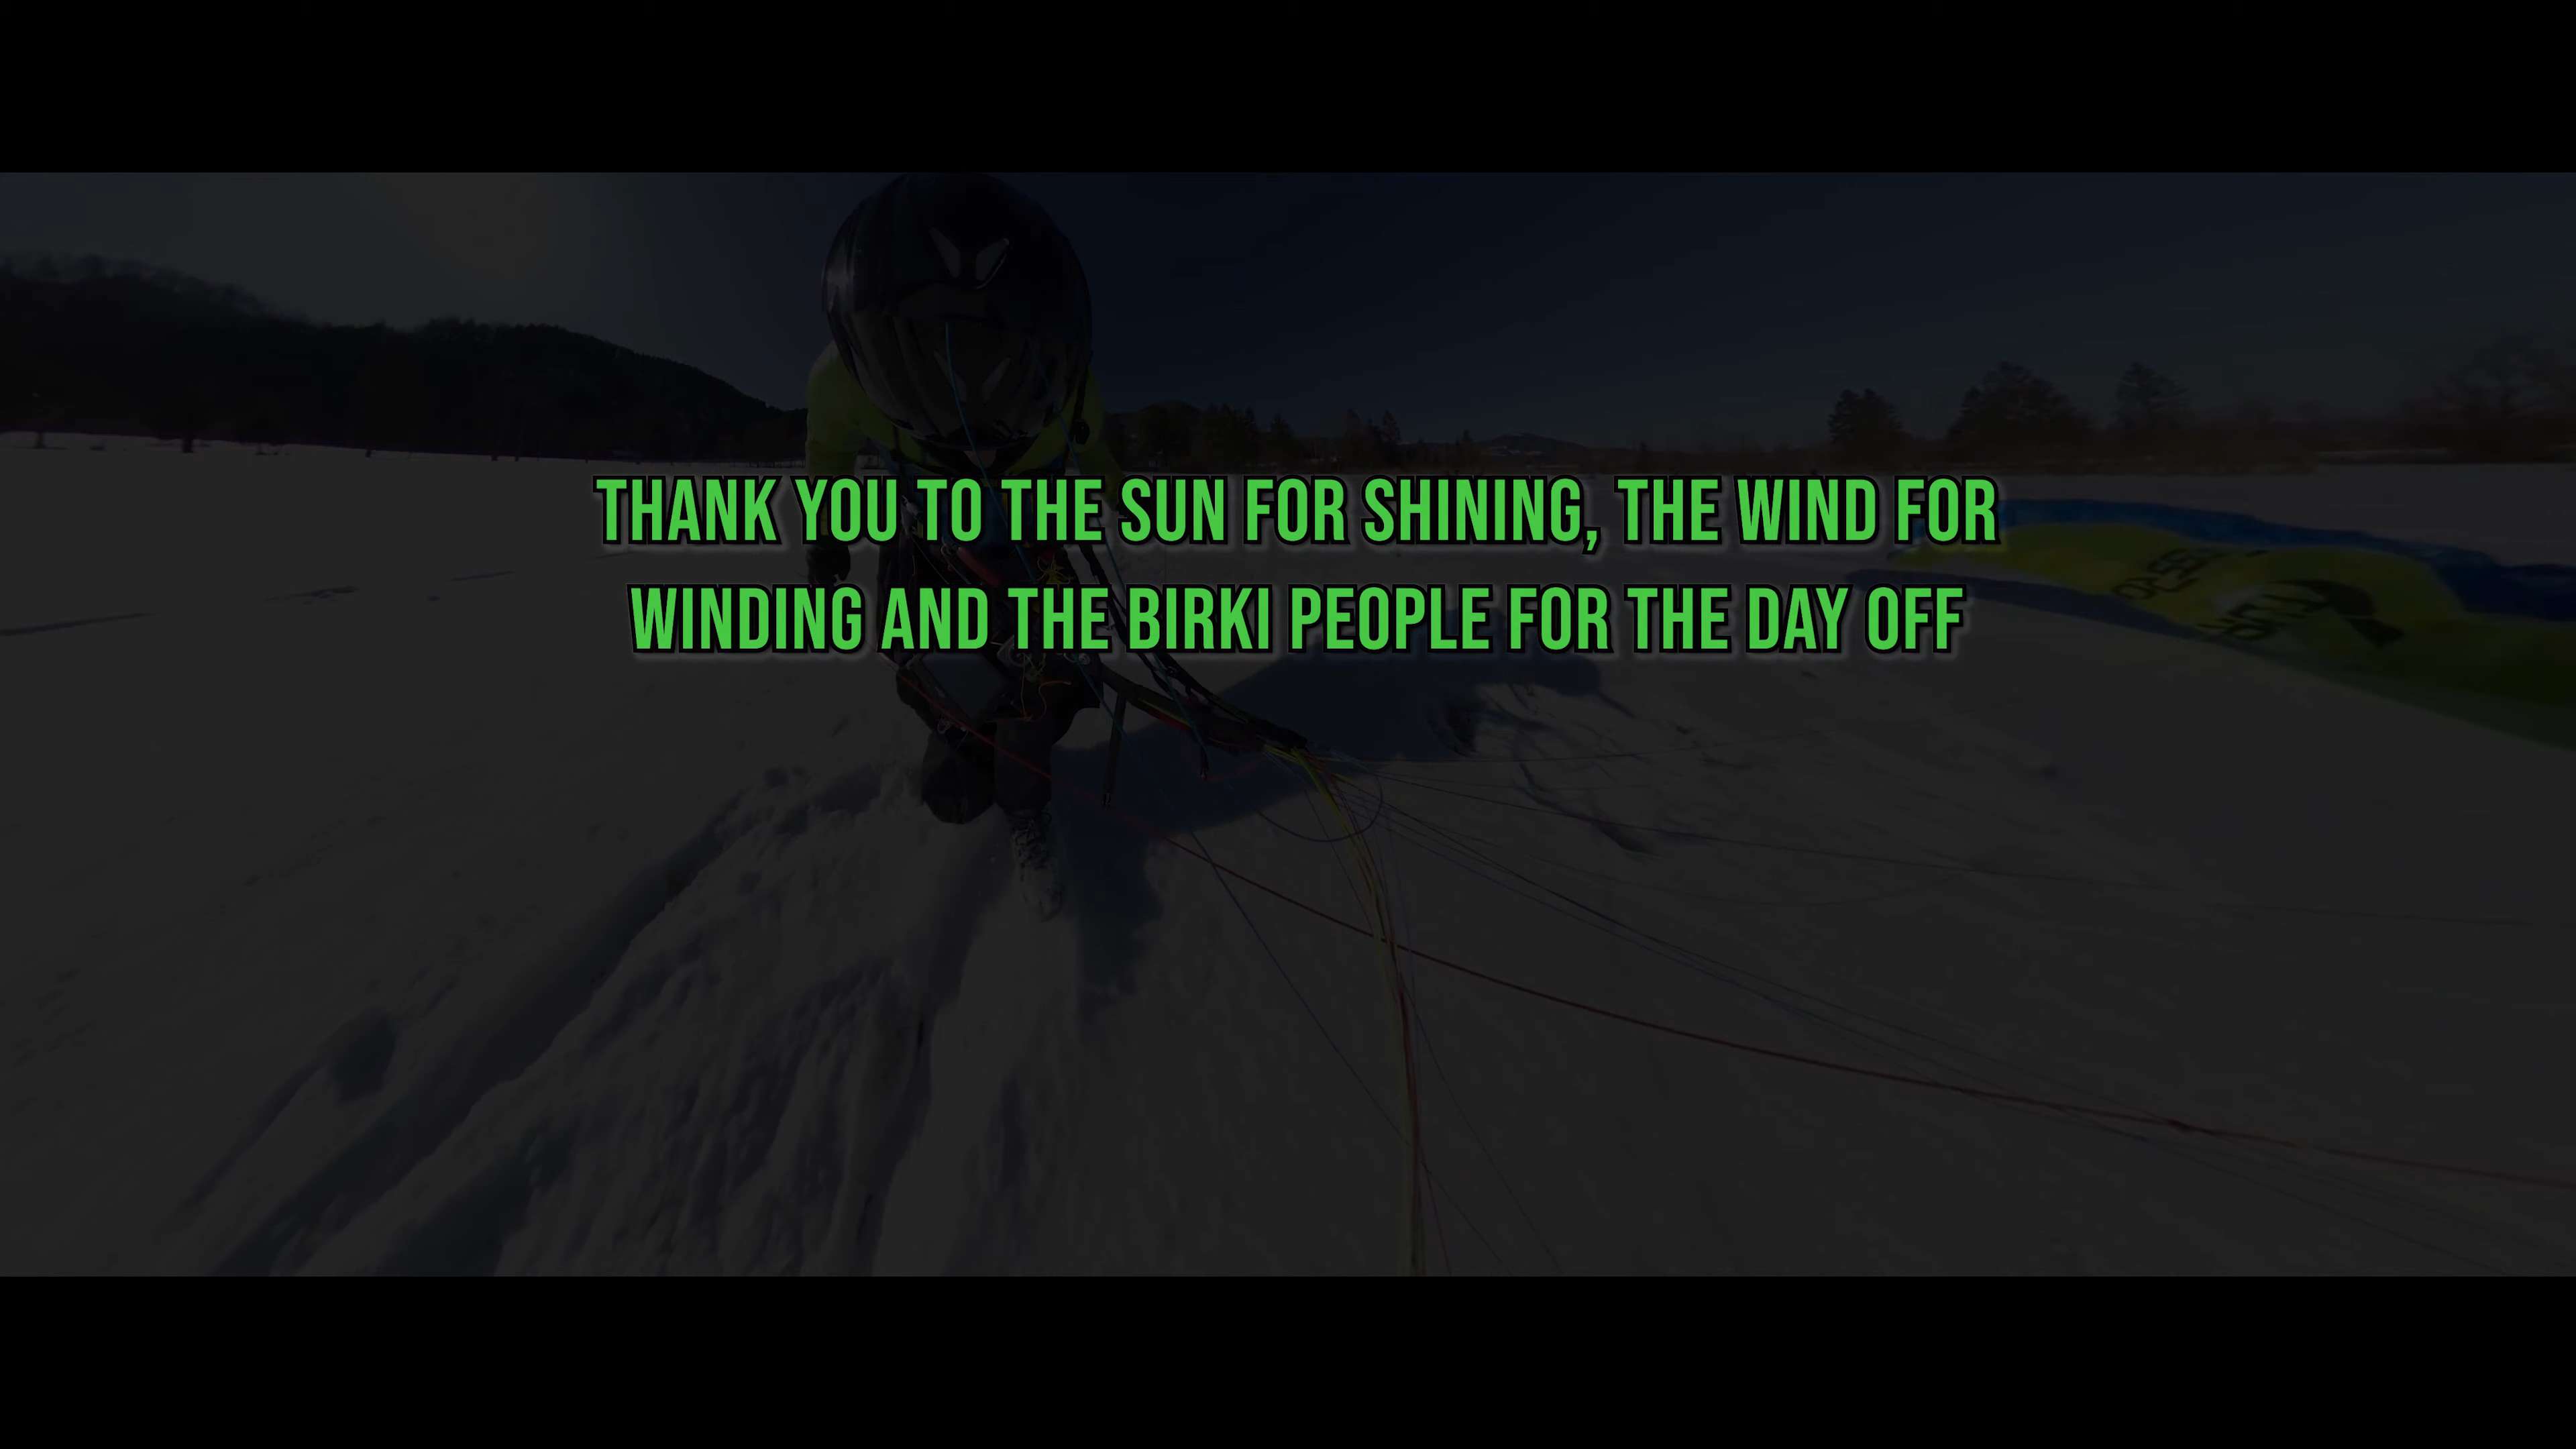 THANK YOU TO THE SUN FOR SHINING, THE WIND FOR
WINDING AND THE BIRKI PEOPLE FOR THE DAY OFF